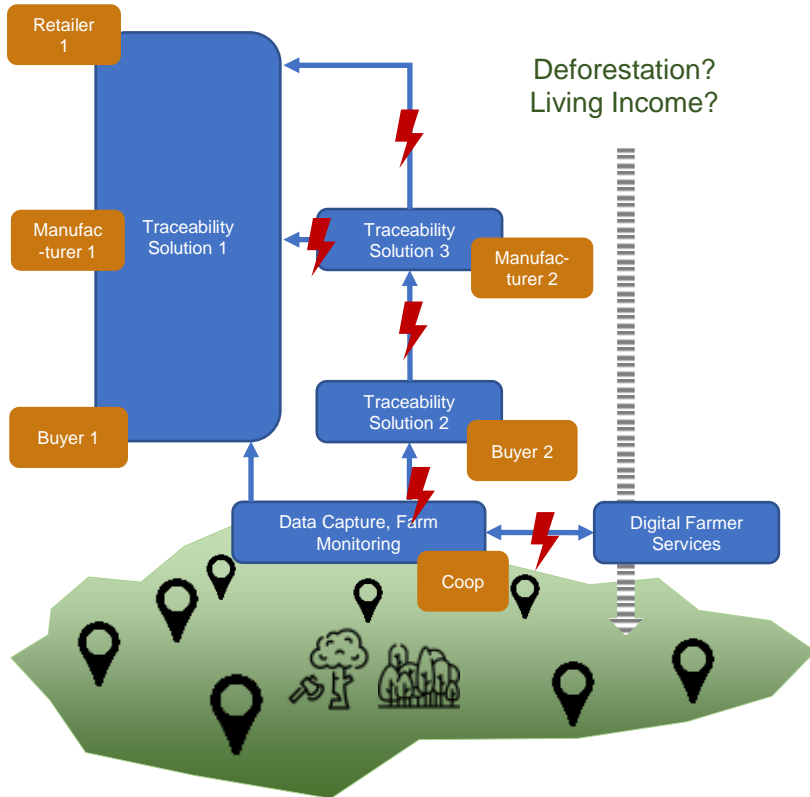 Retailer
1
Deforestation?
Living Income?
Manufac
-turer 1
Traceability
Solution 1
Traceability
Solution 3
Manufac-
turer 2
Traceability
Solution 2
Buyer 1
Buyer 2
Data Capture, Farm
Monitoring
Digital Farmer
Services
Coop